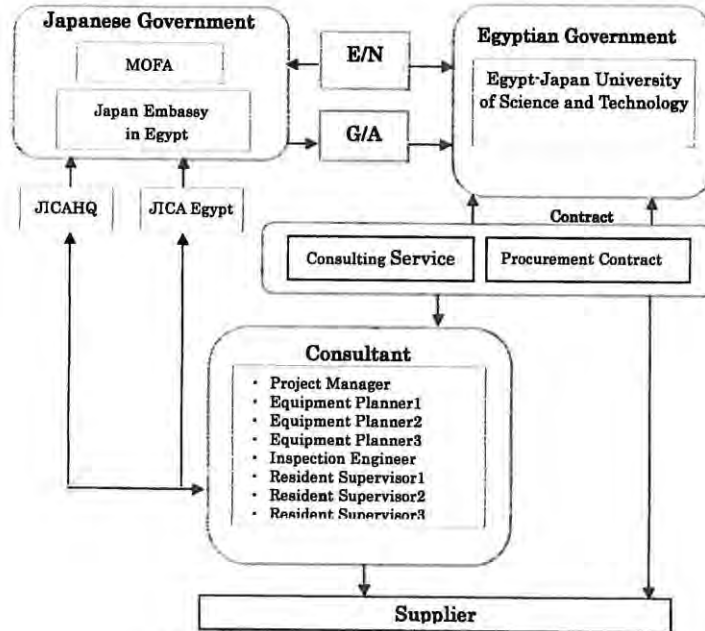 Japanese Government
MOFA
Japan Embassy
in Egypt
E/N
G/A
Egyptian Government
Egypt-Japan University
of Science and Technology
JICAHQ
JICA Egypt
Contract
Consulting Service
Procurement Contract
Consultant
・ Project Manager
・ Equipment Planner1
・ Equipment Planner2
・ Equipment Planner3
・ Inspection Engineer
・ Resident Supervisor1
・ Resident Supervisor2
・ Resident Supervisor3
Supplier